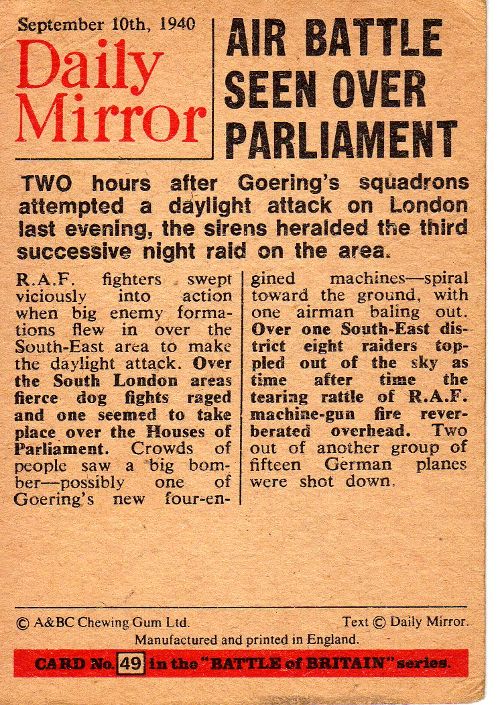 September 10th, 1940
Daily
Mirror
AIR BATTLE
SEEN OVER
PARLIAMENT
TWO hours after Goering's squadrons
attempted a daylight attack on London
last evening, the sirens heralded the third
successive night raid on the area.
R.A.F. fighters swept
viciously into action
when big enemy forma-
tions flew in over the
South-East area to make
the daylight attack. Over
the South London areas
fierce dog fights raged
and one seemed to take
place over the Houses of
Parliament. Crowds of
people saw a big bom-
ber—possibly one of
Goering's new four-en-
gined machines—spiral
toward the ground, with
one airman baling out.
Over one South-East dis-
trict eight raiders top-
pled out of the sky as
time after time the
tearing rattle of R.A.F.
machine-gun fire rever-
berated overhead. Two
out of another group of
fifteen German planes
were shot down.
© A&BC Chewing Gum Ltd.
Text © Daily Mirror.
Manufactured and printed in England.
CARD No. 49 in the "BATTLE of BRITAIN" series.